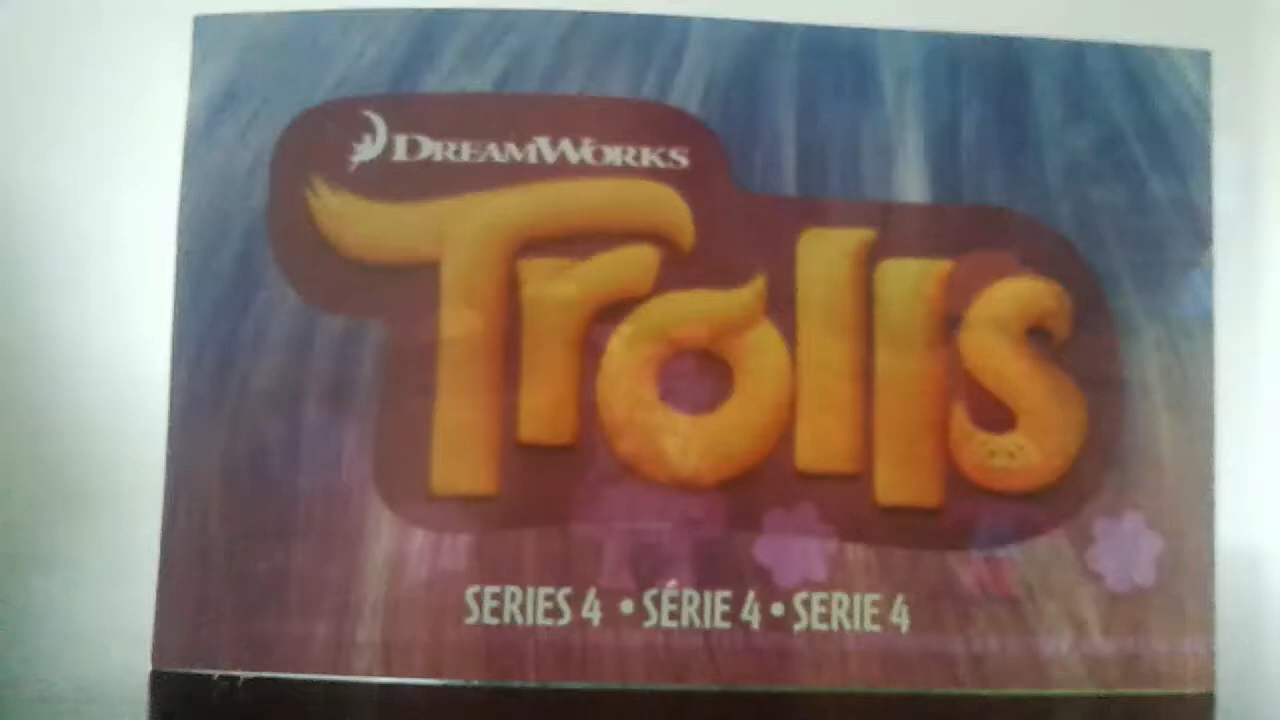 DREAMWORKS
Trolls
SERIES 4 • SÉRIE 4 • SERIE 4